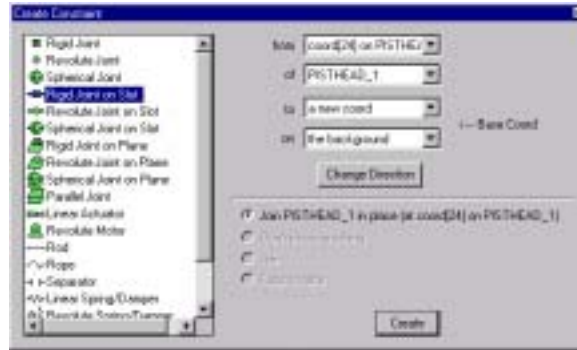 Create Constraint
Rigid Joint
Revolute Joint
Spherical Joint
Rigid Joint on Slot
Revolute Joint on Slot
Spherical Joint on Slot
Rigid Joint on Plane
Revolute Joint on Plane
Spherical Joint on Plane
Parallel Joint
Linear Actuator
Revolute Motor
Rod
Rope
Separator
Linear Spring/Damper
Revolute Spring/Damper
from coord[24] on PISTHEA
of PISTHEAD_1
to a new coord
on the background
<--- Base Coord
Change Direction
Join PISTHEAD_1 in place (at coord[24] on PISTHEAD_1)
Create